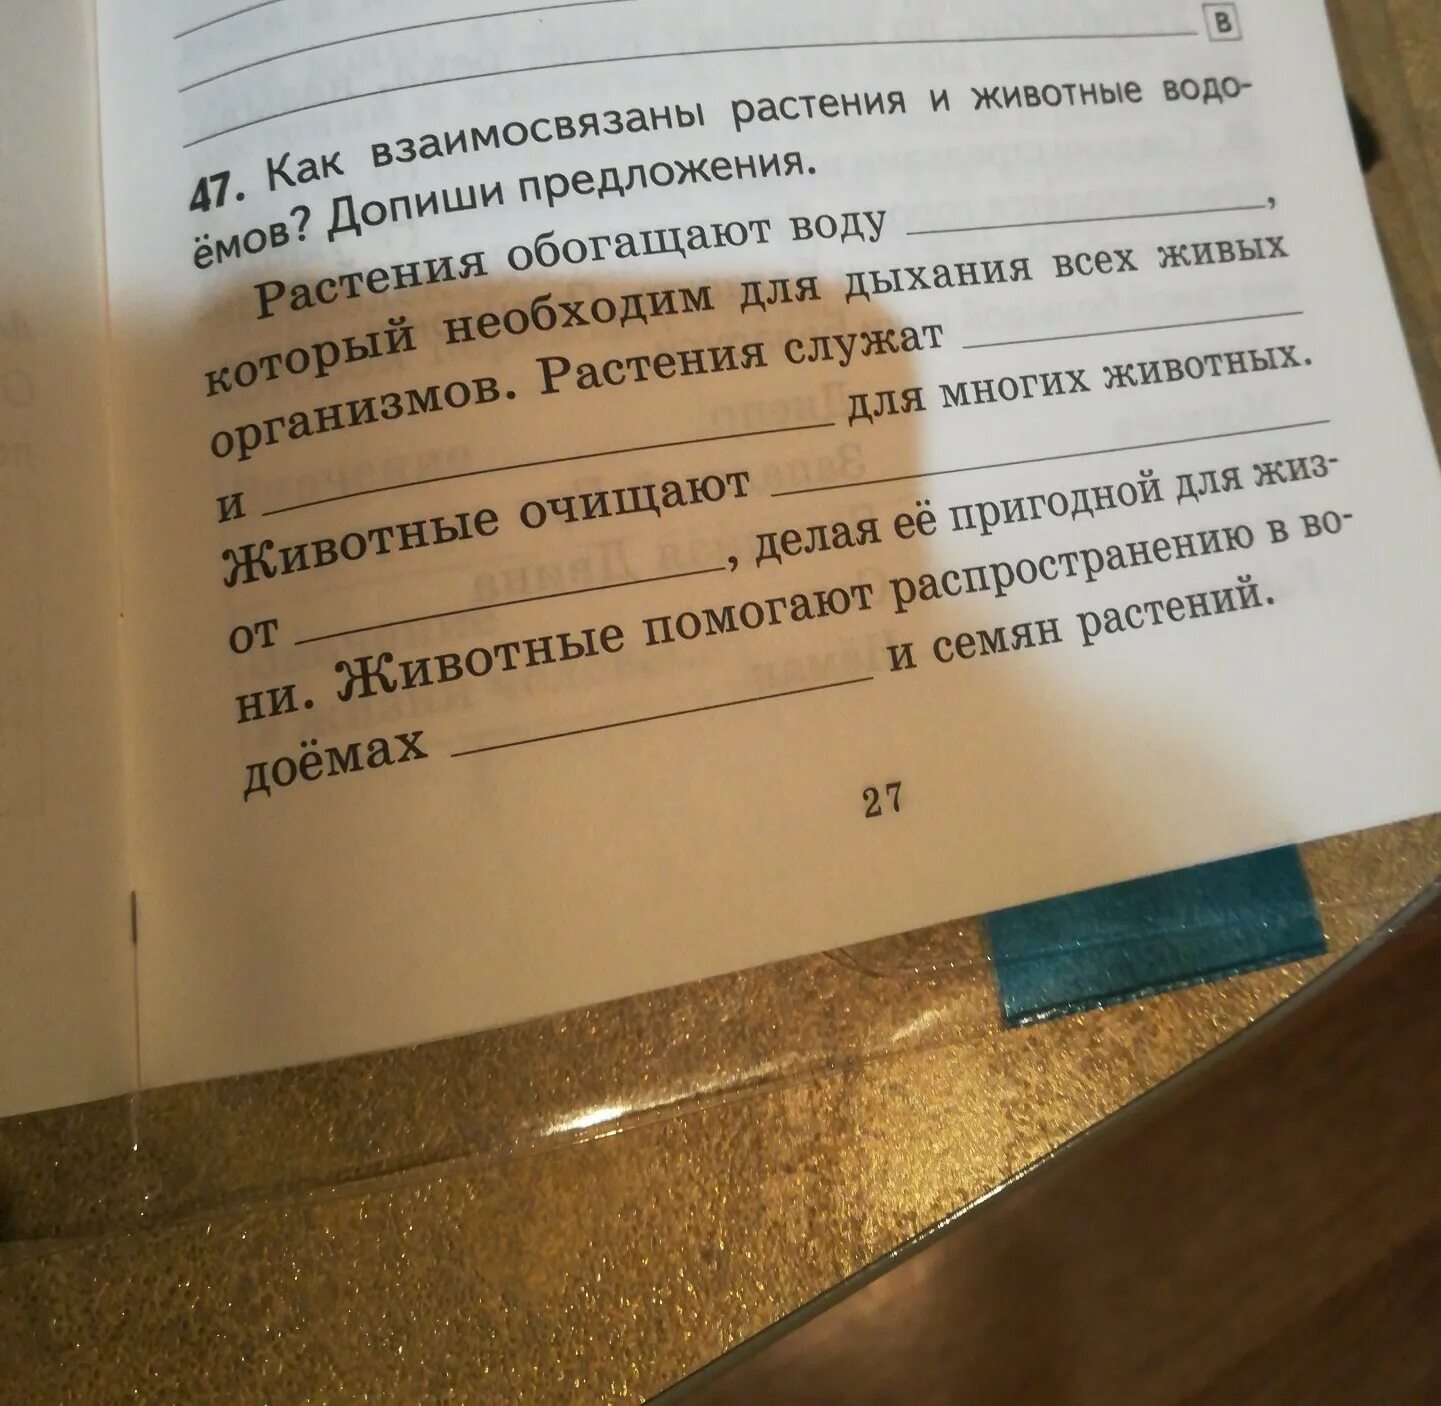 В
47. Как взаимосвязаны растения и животные водо-
ёмов? Допиши предложения.
Растения обогащают воду ,
который необходим для дыхания всех живых
организмов. Растения служат
и для многих животных.
Животные очищают
от , делая её пригодной для жиз-
ни. Животные помогают распространению в во-
доёмах и семян растений.
27